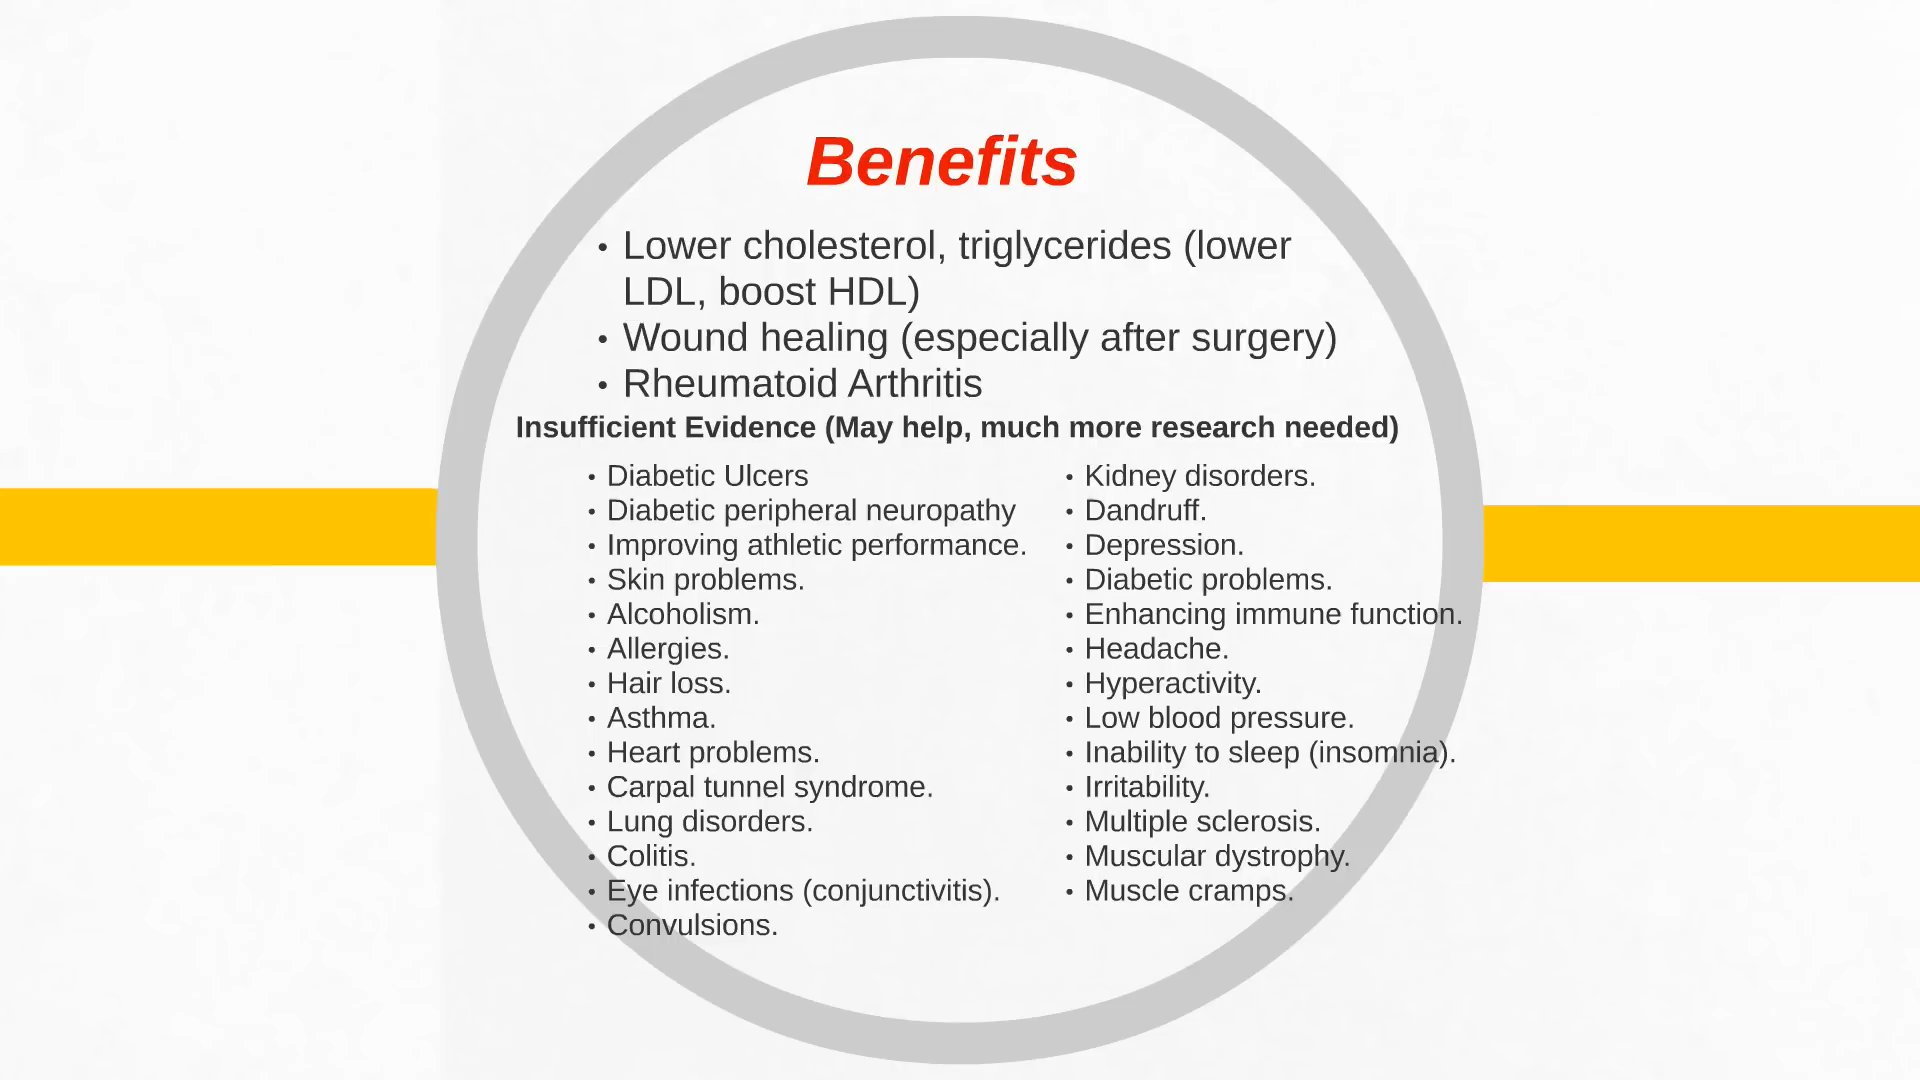 Benefits
• Lower cholesterol, triglycerides (lower
LDL, boost HDL)
• Wound healing (especially after surgery)
• Rheumatoid Arthritis
Insufficient Evidence (May help, much more research needed)
• Diabetic Ulcers
• Diabetic peripheral neuropathy
• Improving athletic performance.
• Skin problems.
• Alcoholism.
• Allergies.
• Hair loss.
• Asthma.
• Heart problems.
• Carpal tunnel syndrome.
• Lung disorders.
• Colitis.
• Eye infections (conjunctivitis).
• Convulsions.
• Kidney disorders.
• Dandruff.
• Depression.
• Diabetic problems.
• Enhancing immune function.
• Headache.
• Hyperactivity.
• Low blood pressure.
• Inability to sleep (insomnia).
• Irritability.
• Multiple sclerosis.
• Muscular dystrophy.
• Muscle cramps.